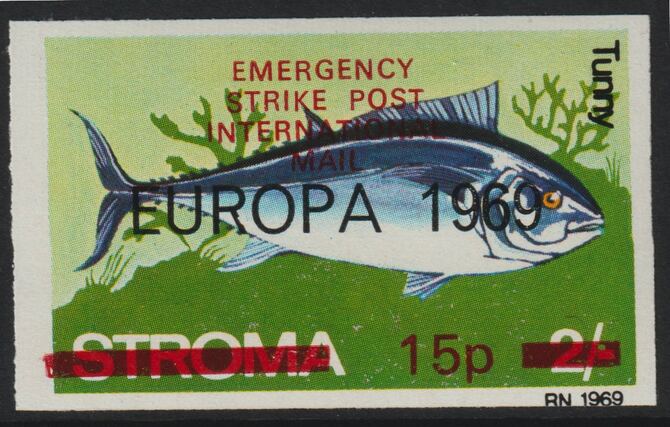 EMERGENCY
STRIKE POST
INTERNATIONAL
MAIL
Tunny
EUROPA 1969
STROMA 15p 2/-
RN 1969